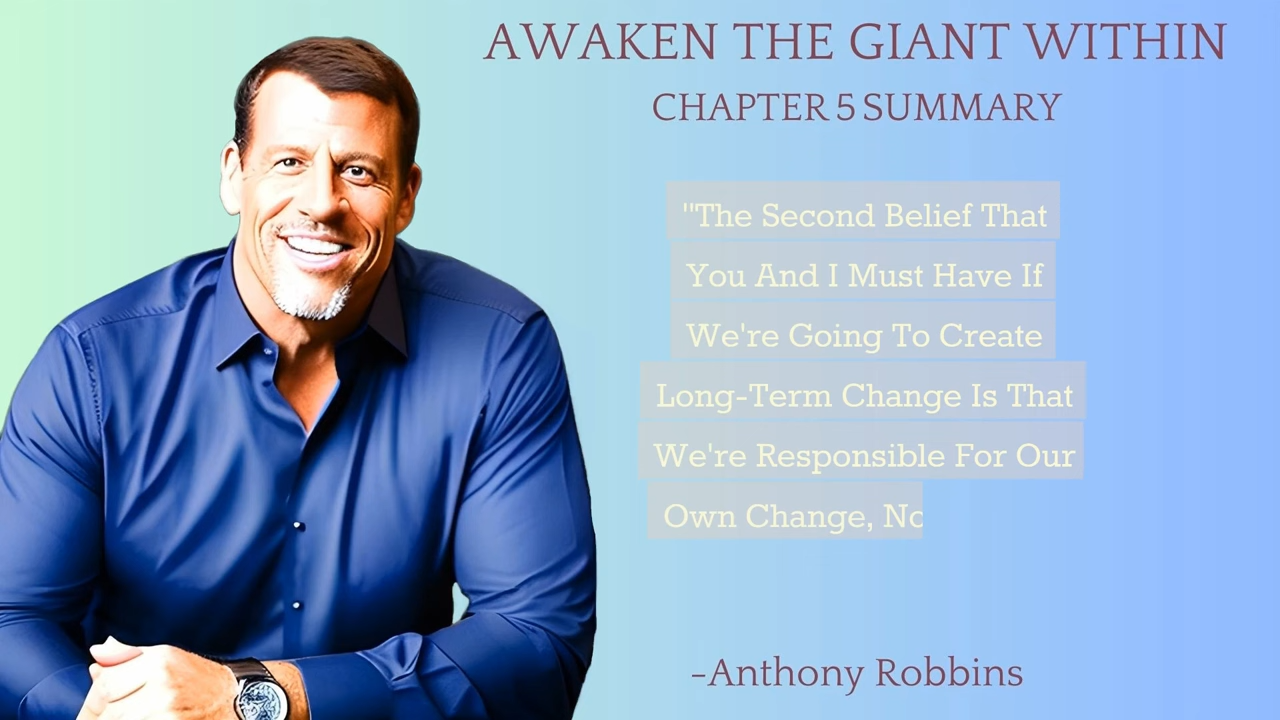 AWAKEN THE GIANT WITHIN
CHAPTER 5 SUMMARY
"The Second Belief That
You And I Must Have If
We're Going To Create
Long-Term Change Is That
We're Responsible For Our
Own Change, No
-Anthony Robbins